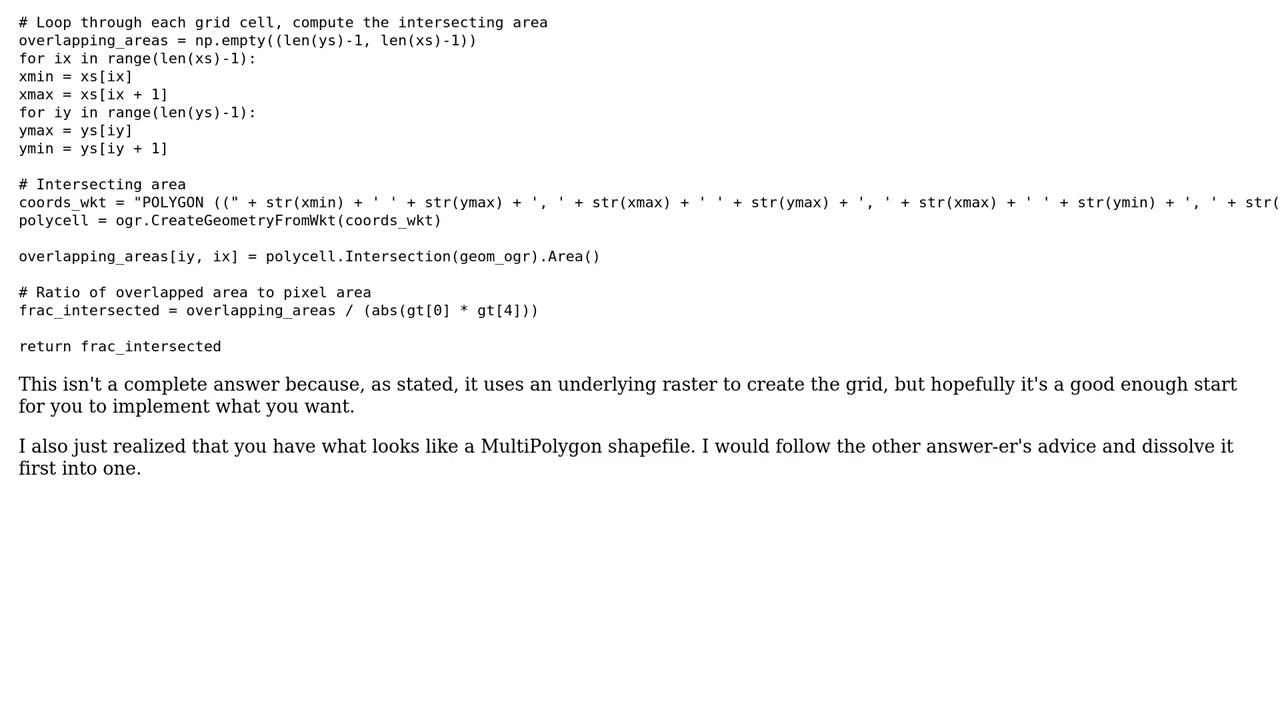 # Loop through each grid cell, compute the intersecting area
overlapping_areas = np.empty((len(ys)-1, len(xs)-1))
for ix in range(len(xs)-1):
xmin = xs[ix]
xmax = xs[ix + 1]
for iy in range(len(ys)-1):
ymax = ys[iy]
ymin = ys[iy + 1]
# Intersecting area
coords_wkt = "POLYGON ((" + str(xmin) + ' ' + str(ymax) + ', ' + str(xmax) + ' ' + str(ymax) + ', ' + str(xmax) + ' ' + str(ymin) + ', ' + str(
polycell = ogr.CreateGeometryFromWkt(coords_wkt)
overlapping_areas[iy, ix] = polycell.Intersection(geom_ogr).Area()
# Ratio of overlapped area to pixel area
frac_intersected = overlapping_areas / (abs(gt[0] * gt[4]))
return frac_intersected
This isn't a complete answer because, as stated, it uses an underlying raster to create the grid, but hopefully it's a good enough start
for you to implement what you want.
I also just realized that you have what looks like a MultiPolygon shapefile. I would follow the other answer-er's advice and dissolve it
first into one.